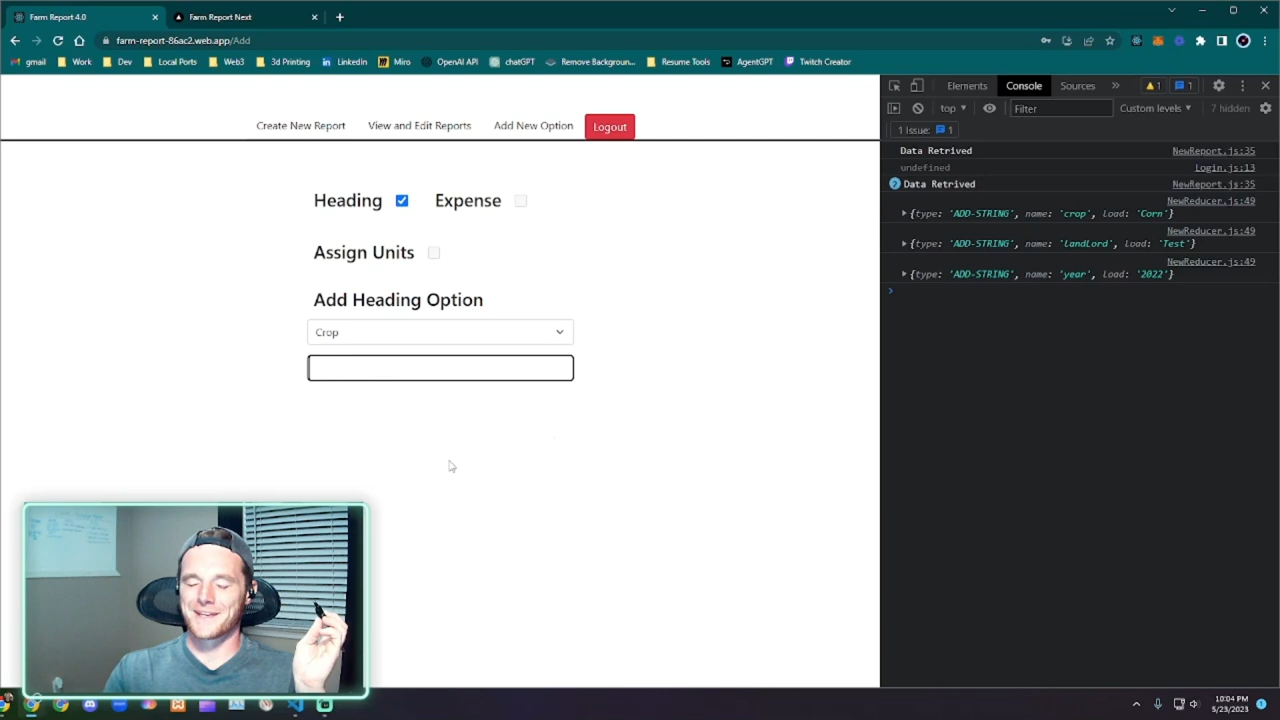 Farm Report 4.0
Farm Report Next
farm-report-86ac2.web.app/Add
gmail Work Dev Local Ports Web3 3d Printing LinkedIn Miro OpenAI API chatGPT Remove Backgroun... Resume Tools AgentGPT Twitch Creator
Create New Report View and Edit Reports Add New Option Logout
Heading Expense
Assign Units
Add Heading Option
Crop
Elements Console Sources » 1 1
top Filter Custom levels 7 hidden
1 Issue: 1
Data Retrived NewReport.js:35
undefined Login.js:13
2 Data Retrived NewReport.js:35
NewReducer.js:49
{type: 'ADD-STRING', name: 'crop', load: 'Corn'}
NewReducer.js:49
{type: 'ADD-STRING', name: 'landLord', load: 'Test'}
NewReducer.js:49
{type: 'ADD-STRING', name: 'year', load: '2022'}
10:04 PM
5/23/2023
1